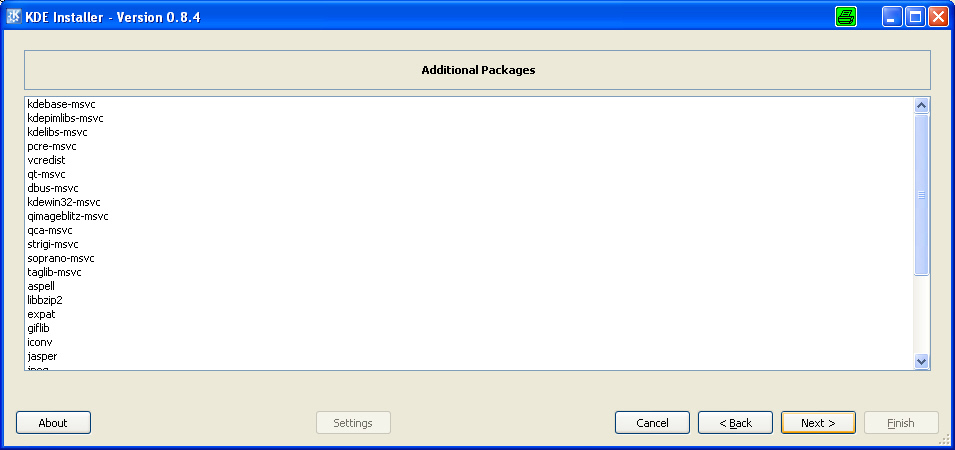 KDE Installer - Version 0.8.4
Additional Packages
kdebase-msvc
kdepimlibs-msvc
kdelibs-msvc
pcre-msvc
vcredist
qt-msvc
dbus-msvc
kdewin32-msvc
qimageblitz-msvc
qca-msvc
strigi-msvc
soprano-msvc
taglib-msvc
aspell
libbzip2
expat
giflib
iconv
jasper
jpeg
About Settings Cancel < Back Next > Finish